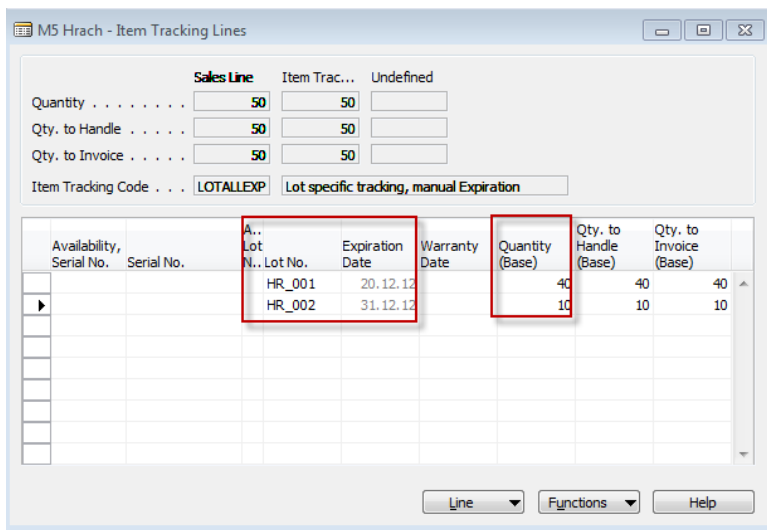 M5 Hrach - Item Tracking Lines
Sales Line Item Trac... Undefined
Quantity . . . . . . . . 50 50
Qty. to Handle . . . . . 50 50
Qty. to Invoice . . . . . 50 50
Item Tracking Code . . . LOTALLEXP Lot specific tracking, manual Expiration
Availability, Serial No. Serial No. A.. Lot N.. Lot No. Expiration Date Warranty Date Quantity (Base) Qty. to Handle (Base) Qty. to Invoice (Base)
HR_001 20.12.12 40 40 40
HR_002 31.12.12 10 10 10
Line Functions Help